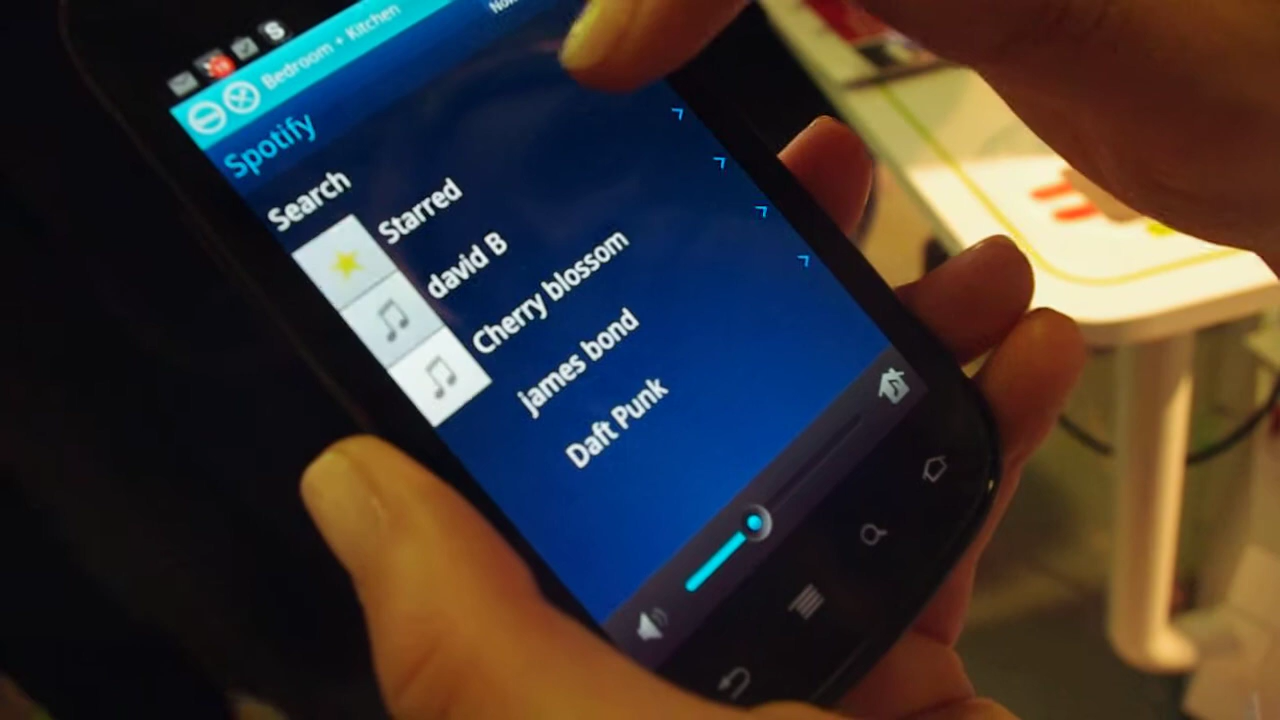 Bedroom + Kitchen
Spotify
Search
Starred
david B
Cherry blossom
james bond
Daft Punk